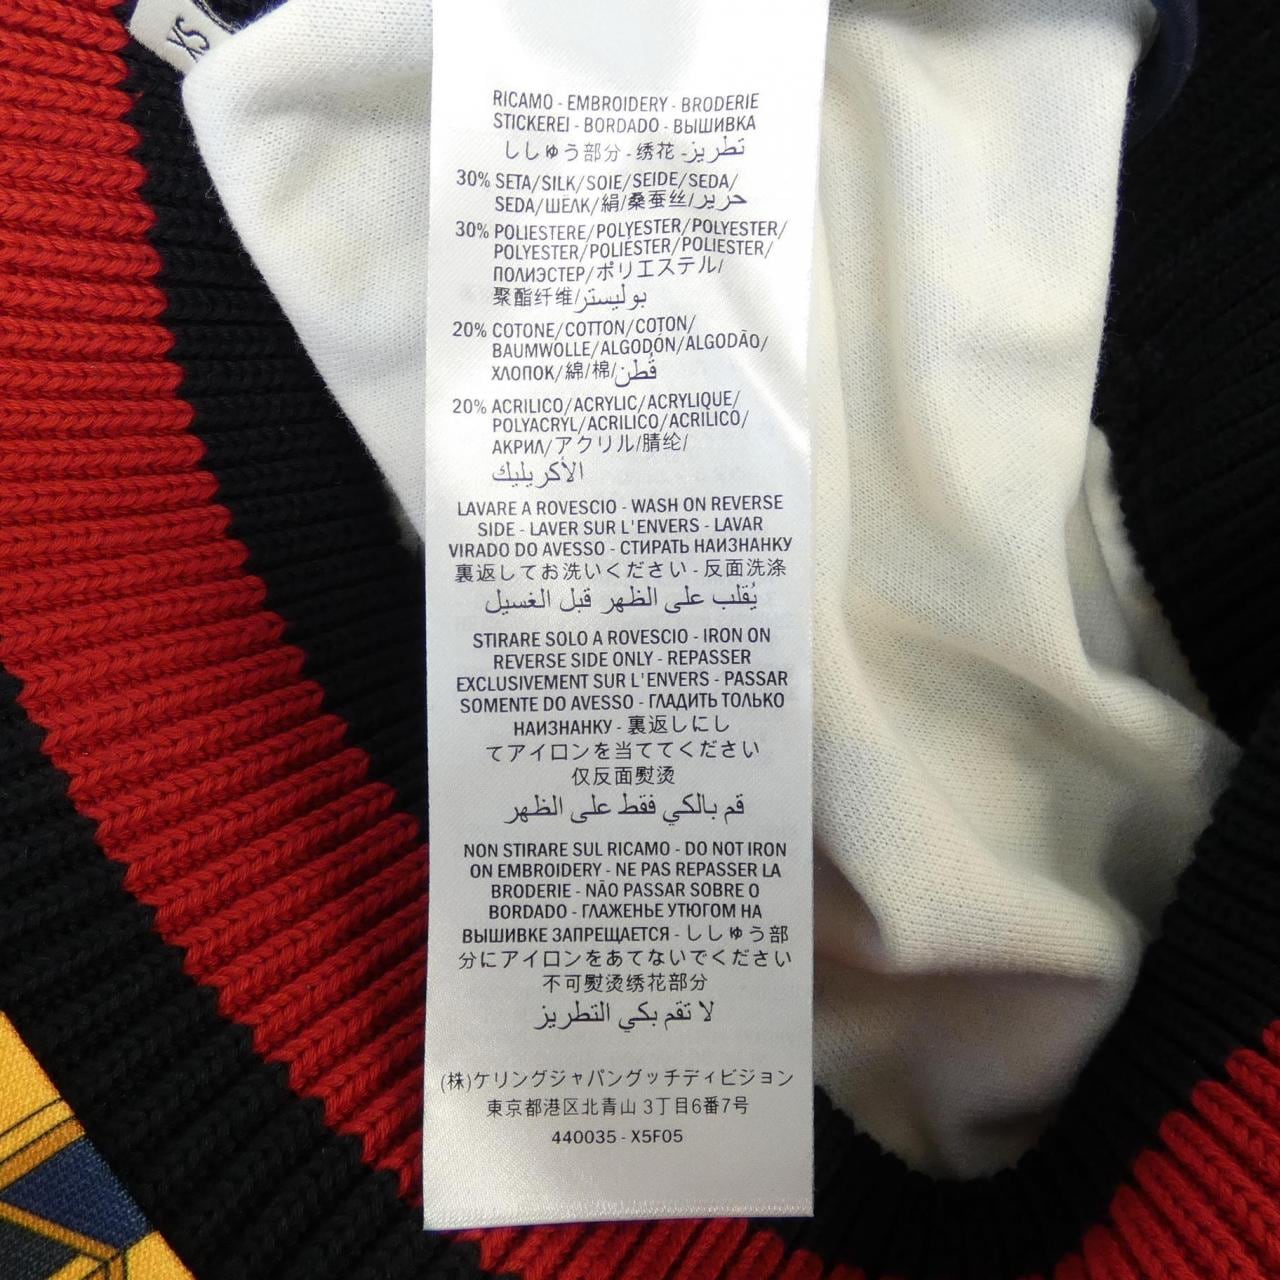 XS
RICAMO - EMBROIDERY - BRODERIE
STICKEREI - BORDADO - ВЫШИВКА
ししゅう部分 - 绣花 - تطريز
30% SETA/SILK/SOIE/SEIDE/SEDA/
SEDA/ШЕЛК/絹/桑蚕丝/حرير
30% POLIESTERE/POLYESTER/POLYESTER/
POLYESTER/POLIÉSTER/POLIESTER/
ПОЛИЭСТЕР/ポリエステル/
聚酯纤维/بوليستر
20% COTONE/COTTON/COTON/
BAUMWOLLE/ALGODÓN/ALGODÃO/
ХЛОПОК/綿/棉/قُطن
20% ACRILICO/ACRYLIC/ACRYLIQUE/
POLYACRYL/ACRILICO/ACRILICO/
АКРИЛ/アクリル/腈纶/
الأكريليك
LAVARE A ROVESCIO - WASH ON REVERSE
SIDE - LAVER SUR L'ENVERS - LAVAR
VIRADO DO AVESSO - СТИРАТЬ НАИЗНАНКУ
裏返してお洗いください - 反面洗涤
يُقلب على الظهر قبل الغسيل
STIRARE SOLO A ROVESCIO - IRON ON
REVERSE SIDE ONLY - REPASSER
EXCLUSIVEMENT SUR L'ENVERS - PASSAR
SOMENTE DO AVESSO - ГЛАДИТЬ ТОЛЬКО
НАИЗНАНКУ - 裏返しにし
てアイロンを当ててください
仅反面熨烫
قم بالكي فقط على الظهر
NON STIRARE SUL RICAMO - DO NOT IRON
ON EMBROIDERY - NE PAS REPASSER LA
BRODERIE - NÃO PASSAR SOBRE O
BORDADO - ГЛАЖЕНЬЕ УТЮГОМ НА
ВЫШИВКЕ ЗАПРЕЩАЕТСЯ - ししゅう部
分にアイロンをあてないでください
不可熨烫绣花部分
لا تقم بكي التطريز
(株)ケリングジャパングッチディビジョン
東京都港区北青山 3丁目6番7号
440035 - X5F05